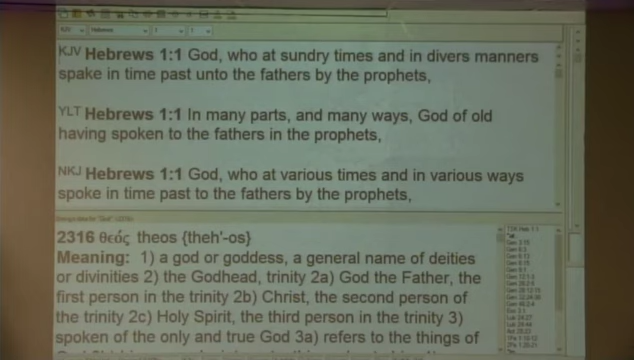 KJV Hebrews 1 1
KJV Hebrews 1:1 God, who at sundry times and in divers manners
spake in time past unto the fathers by the prophets,
YLT Hebrews 1:1 In many parts, and many ways, God of old
having spoken to the fathers in the prophets,
NKJ Hebrews 1:1 God, who at various times and in various ways
spoke in time past to the fathers by the prophets,
2316 θεός theos {theh'-os}
Meaning: 1) a god or goddess, a general name of deities
or divinities 2) the Godhead, trinity 2a) God the Father, the
first person in the trinity 2b) Christ, the second person of
the trinity 2c) Holy Spirit, the third person in the trinity 3)
spoken of the only and true God 3a) refers to the things of